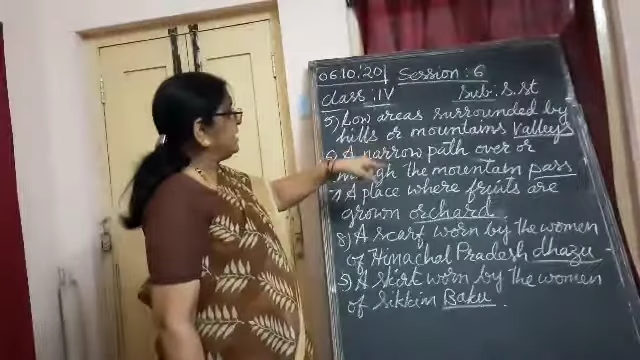 06.10.'20 Session : 6
Class : IV Sub: S.st
5) Low areas surrounded by
hills or mountains valleys
A narrow path over or
the mountain pass
7) A place where fruits are
grown orchard
8) A scarf worn by the women
of Himachal Pradesh dhazu
9) A skirt worn by the women
of Sikkim Baku.